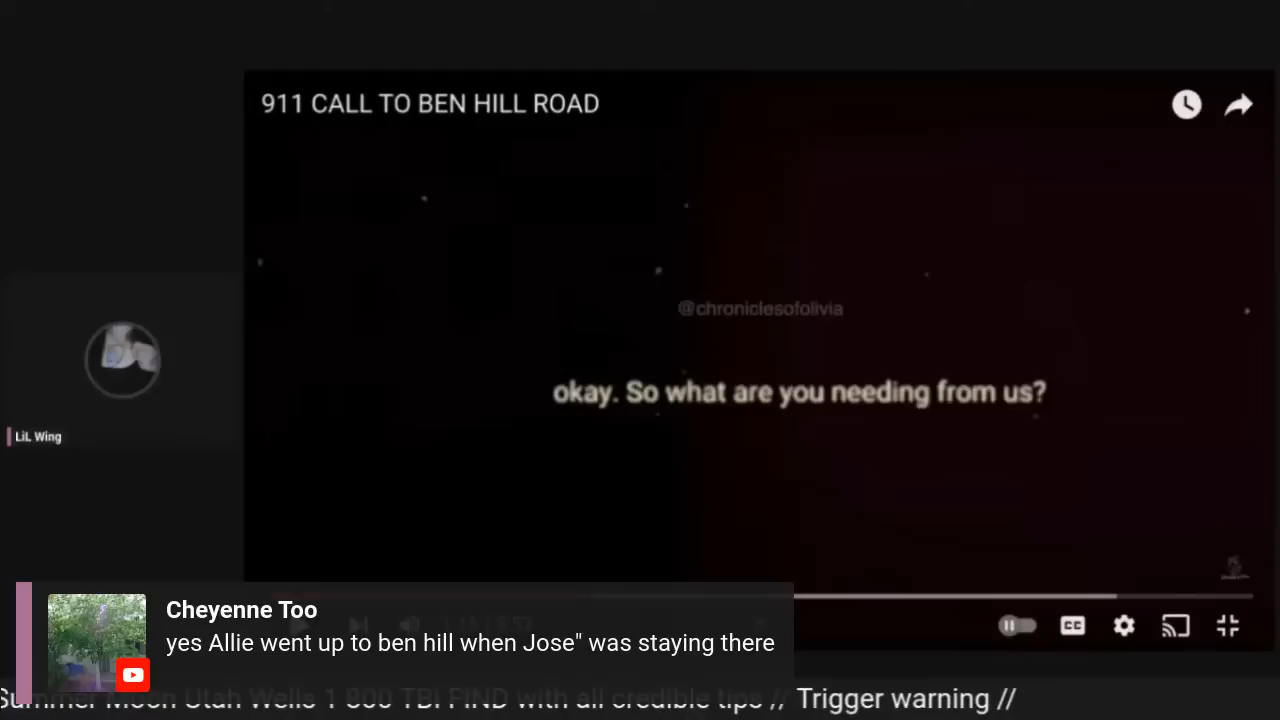 911 CALL TO BEN HILL ROAD
@chroniclesofolivia
okay. So what are you needing from us?
LiL Wing
Cheyenne Too
yes Allie went up to ben hill when Jose" was staying there
CC
Summer Moon Utah Wells 1 800 TBI FIND with all credible tips // Trigger warning //